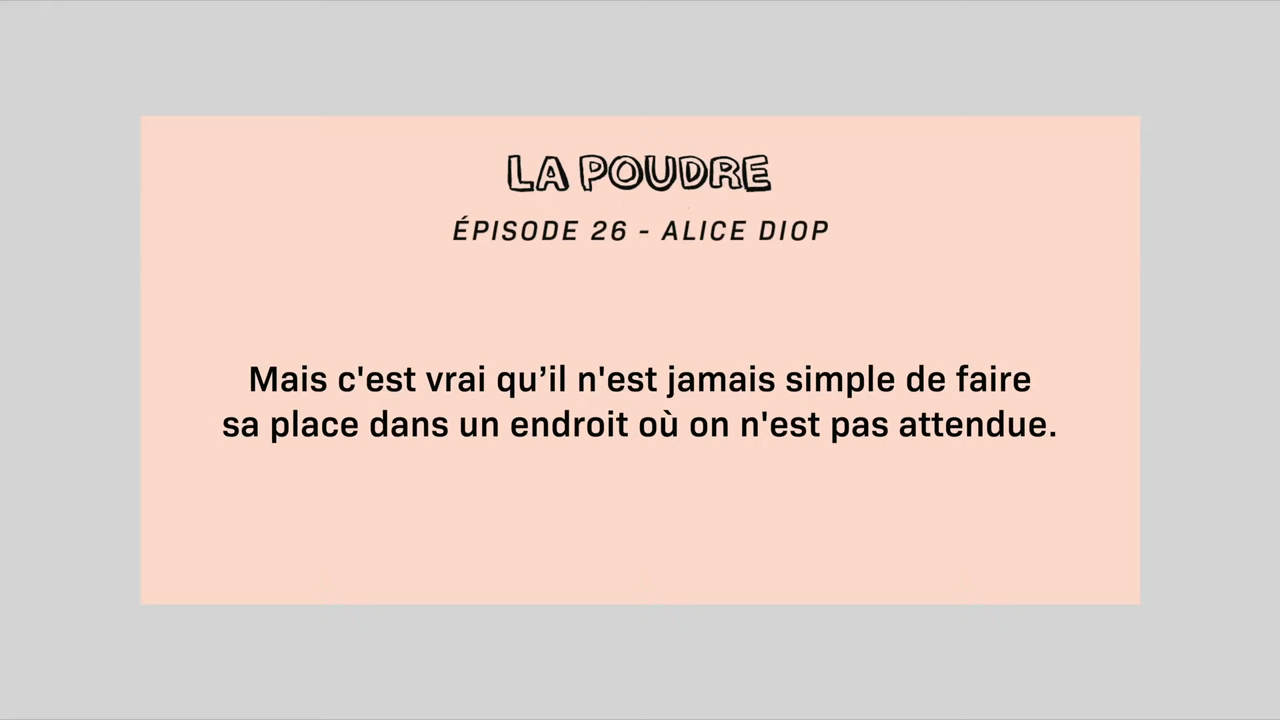 LA POUDRE
ÉPISODE 26 - ALICE DIOP
Mais c'est vrai qu’il n'est jamais simple de faire
sa place dans un endroit où on n'est pas attendue.